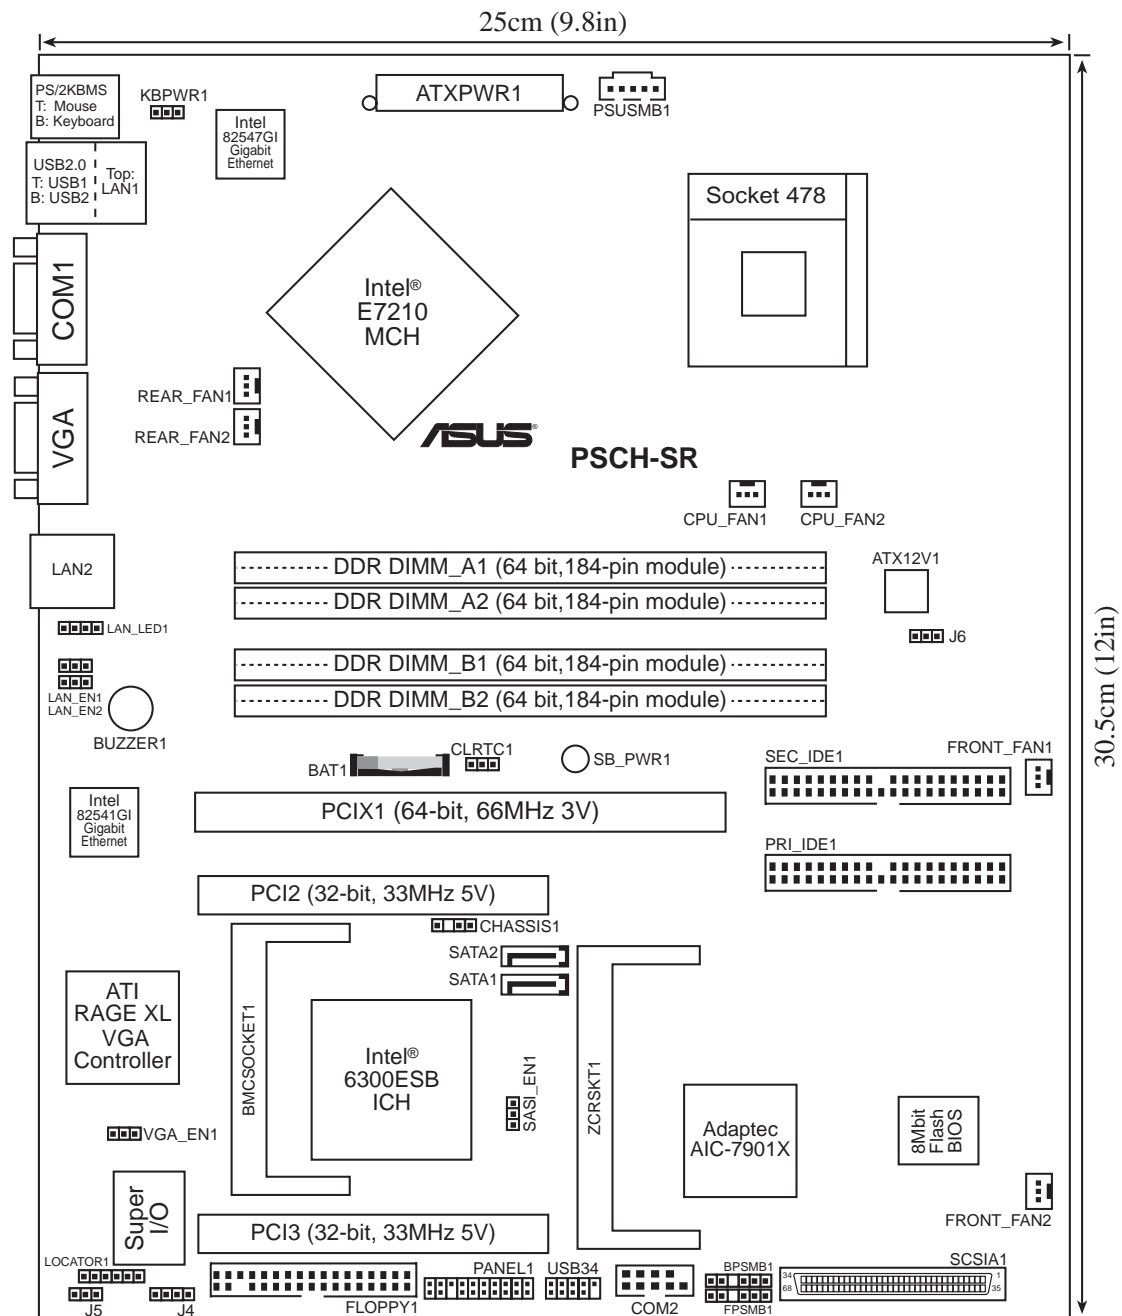 25cm (9.8in)
PS/2KBMS
T: Mouse
B: Keyboard
KBPWR1
Intel
82547GI
Gigabit
Ethernet
ATXPWR1
PSUSMB1
USB2.0
T: USB1
B: USB2
Top:
LAN1
Socket 478
COM1
Intel®
E7210
MCH
VGA
REAR_FAN1
REAR_FAN2
ASUS®
PSCH-SR
CPU_FAN1
CPU_FAN2
LAN2
DDR DIMM_A1 (64 bit,184-pin module)
DDR DIMM_A2 (64 bit,184-pin module)
ATX12V1
LAN_LED1
J6
30.5cm (12in)
DDR DIMM_B1 (64 bit,184-pin module)
DDR DIMM_B2 (64 bit,184-pin module)
LAN_EN1
LAN_EN2
BUZZER1
BAT1
CLRTC1
SB_PWR1
SEC_IDE1
FRONT_FAN1
Intel
82541GI
Gigabit
Ethernet
PCIX1 (64-bit, 66MHz 3V)
PRI_IDE1
PCI2 (32-bit, 33MHz 5V)
CHASSIS1
SATA2
SATA1
ATI
RAGE XL
VGA
Controller
BMCSOCKET1
Intel®
6300ESB
ICH
SASI_EN1
ZCRSKT1
Adaptec
AIC-7901X
8Mbit
Flash
BIOS
VGA_EN1
Super
I/O
FRONT_FAN2
PCI3 (32-bit, 33MHz 5V)
LOCATOR1
J5
J4
FLOPPY1
PANEL1
USB34
COM2
BPSMB1
FPSMB1
SCSIA1
34
1
68
35